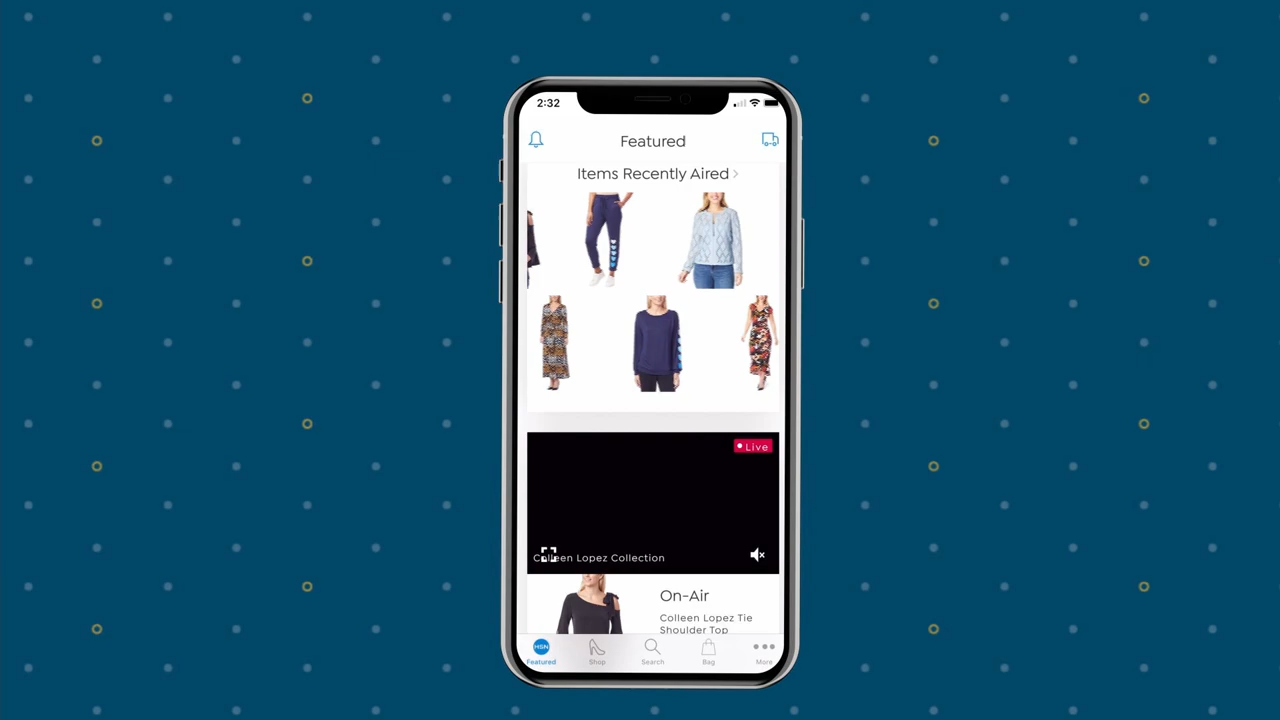 2:32
Featured
Items Recently Aired
Live
Colleen Lopez Collection
On-Air
Colleen Lopez Tie
Shoulder Top
HSN
Featured
Shop
Search
Bag
More